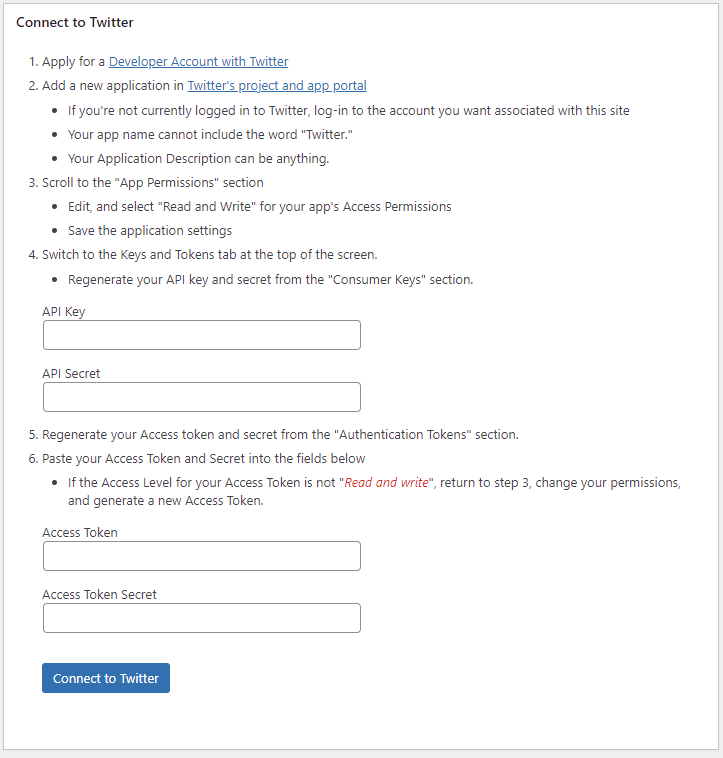 Connect to Twitter
1. Apply for a Developer Account with Twitter
2. Add a new application in Twitter's project and app portal
• If you're not currently logged in to Twitter, log-in to the account you want associated with this site
• Your app name cannot include the word "Twitter."
• Your Application Description can be anything.
3. Scroll to the "App Permissions" section
• Edit, and select "Read and Write" for your app's Access Permissions
• Save the application settings
4. Switch to the Keys and Tokens tab at the top of the screen.
• Regenerate your API key and secret from the "Consumer Keys" section.
API Key
API Secret
5. Regenerate your Access token and secret from the "Authentication Tokens" section.
6. Paste your Access Token and Secret into the fields below
• If the Access Level for your Access Token is not "Read and write", return to step 3, change your permissions,
and generate a new Access Token.
Access Token
Access Token Secret
Connect to Twitter